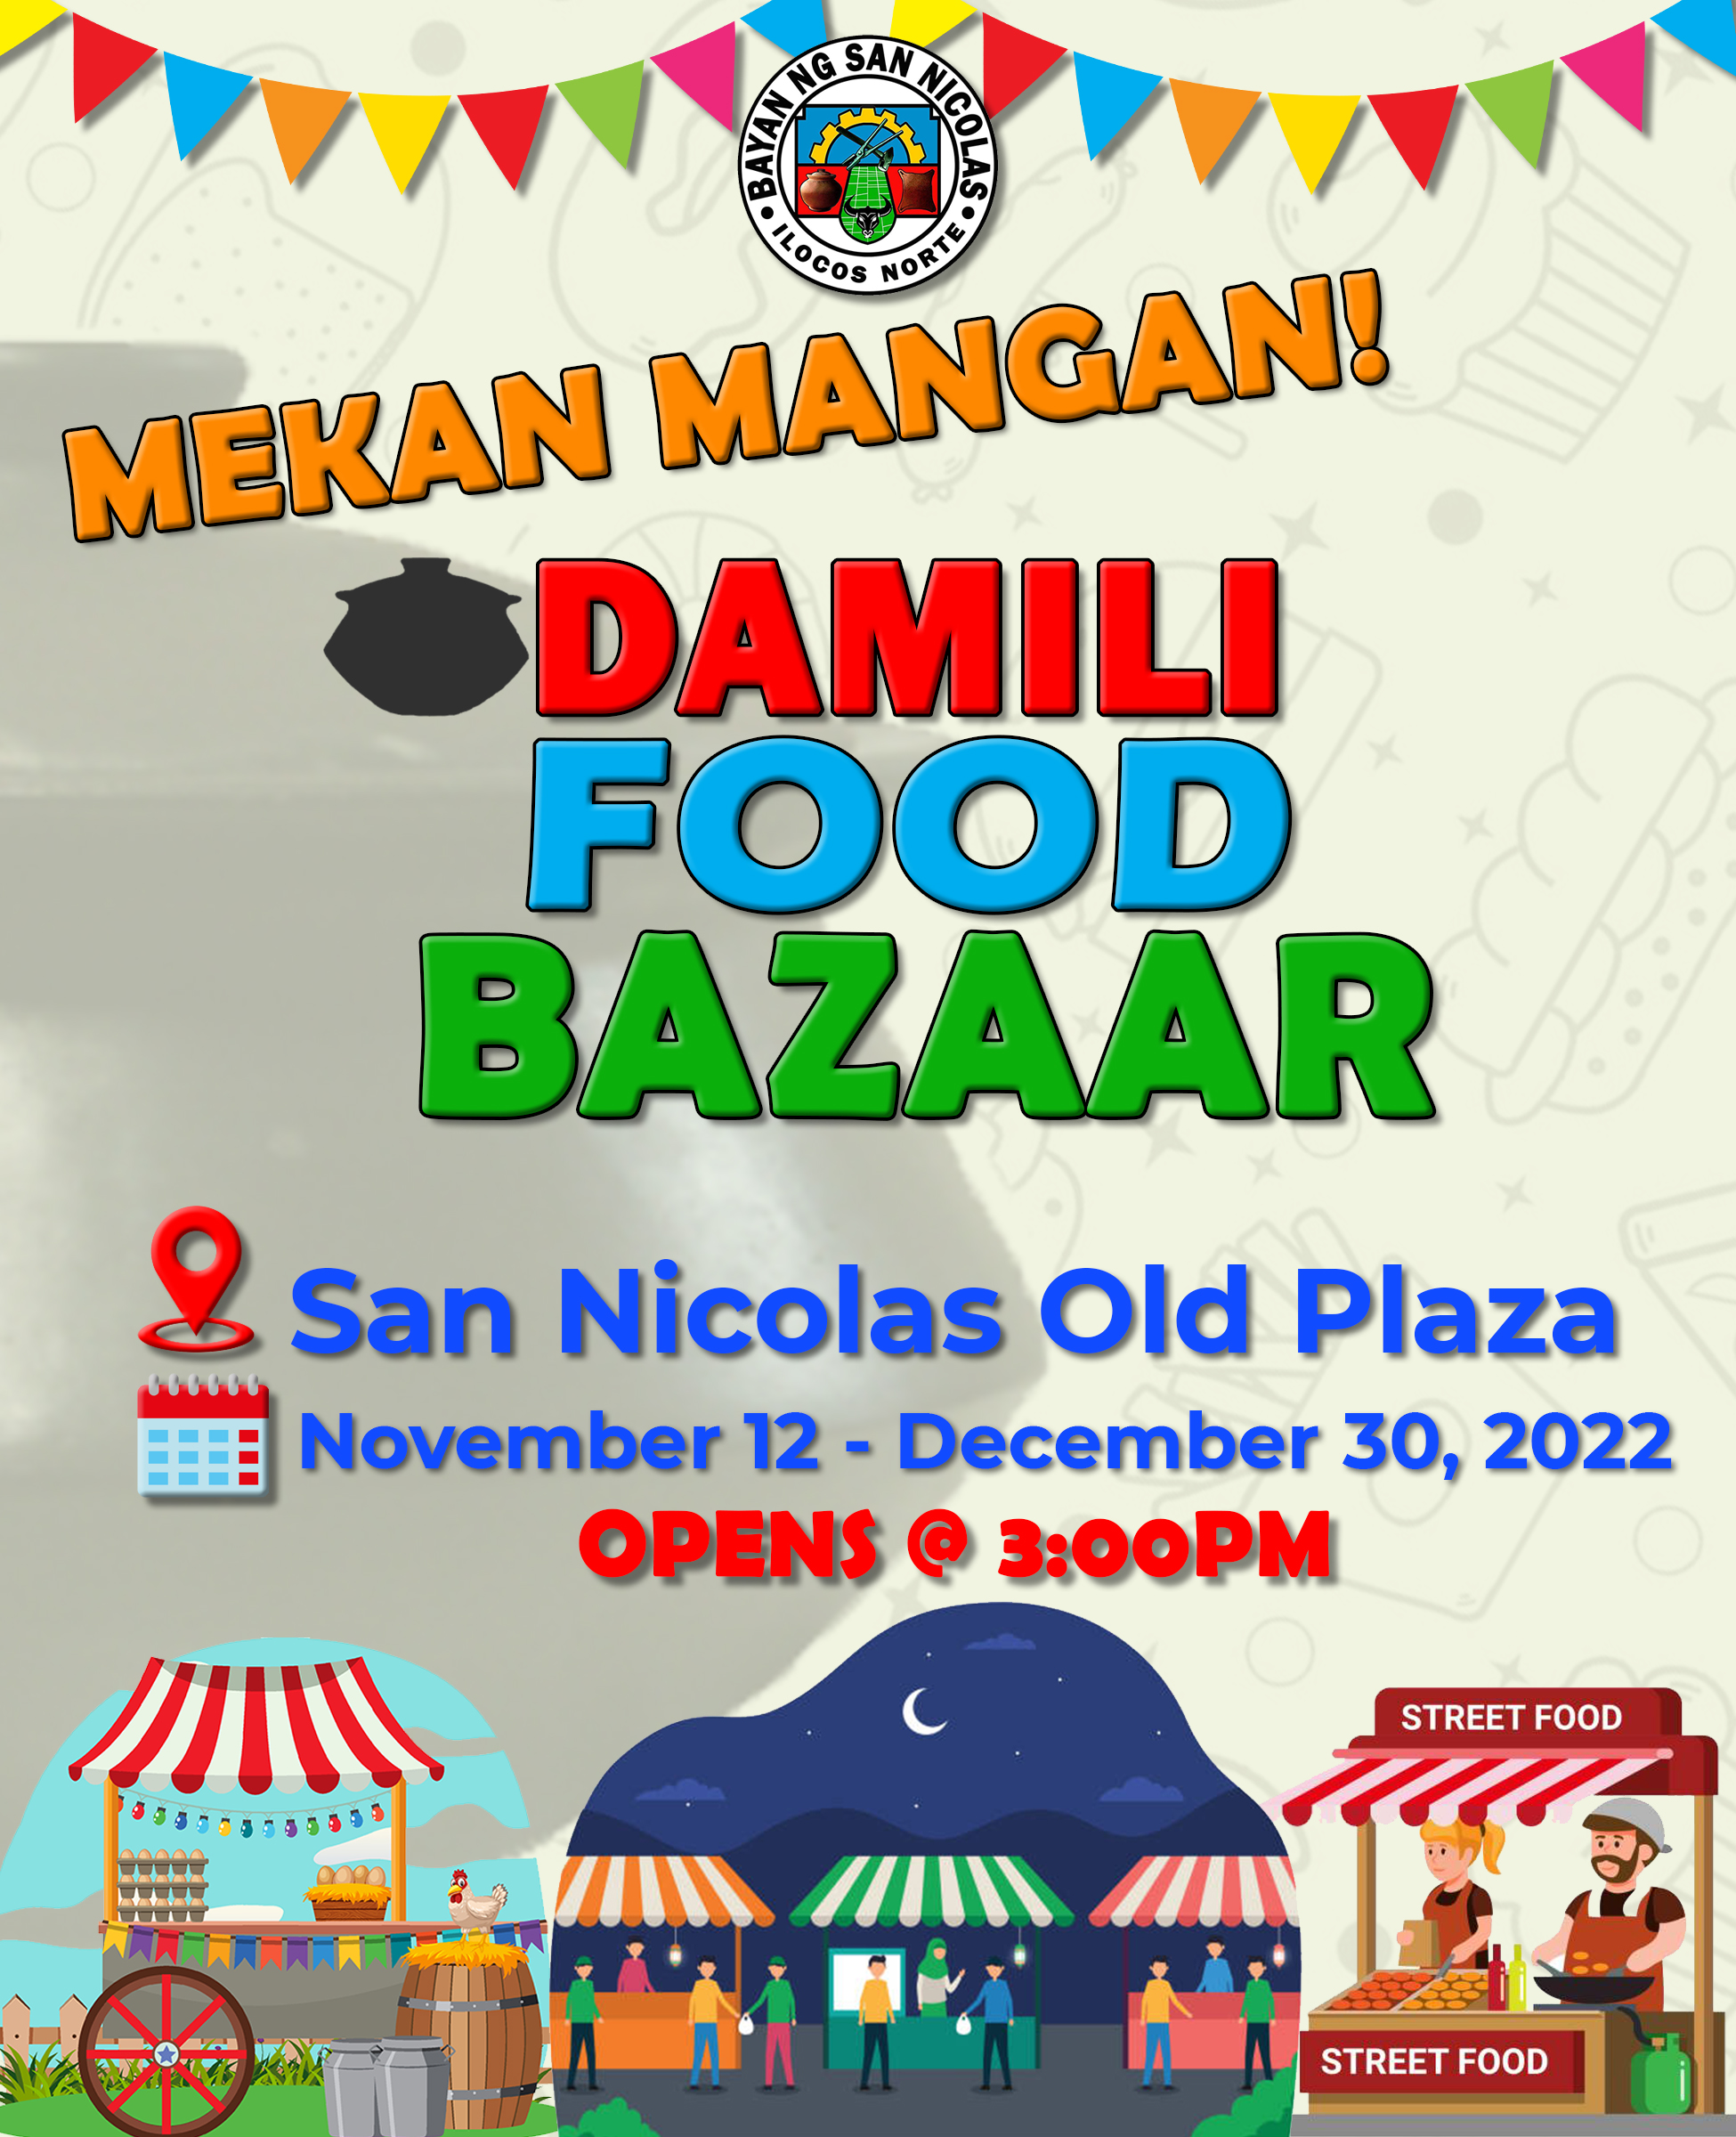 BAYAN NG SAN NICOLAS
ILOCOS NORTE
MEKAN MANGAN!
DAMILI
FOOD
BAZAAR
San Nicolas Old Plaza
November 12 - December 30, 2022
OPENS @ 3:00PM
STREET FOOD
STREET FOOD